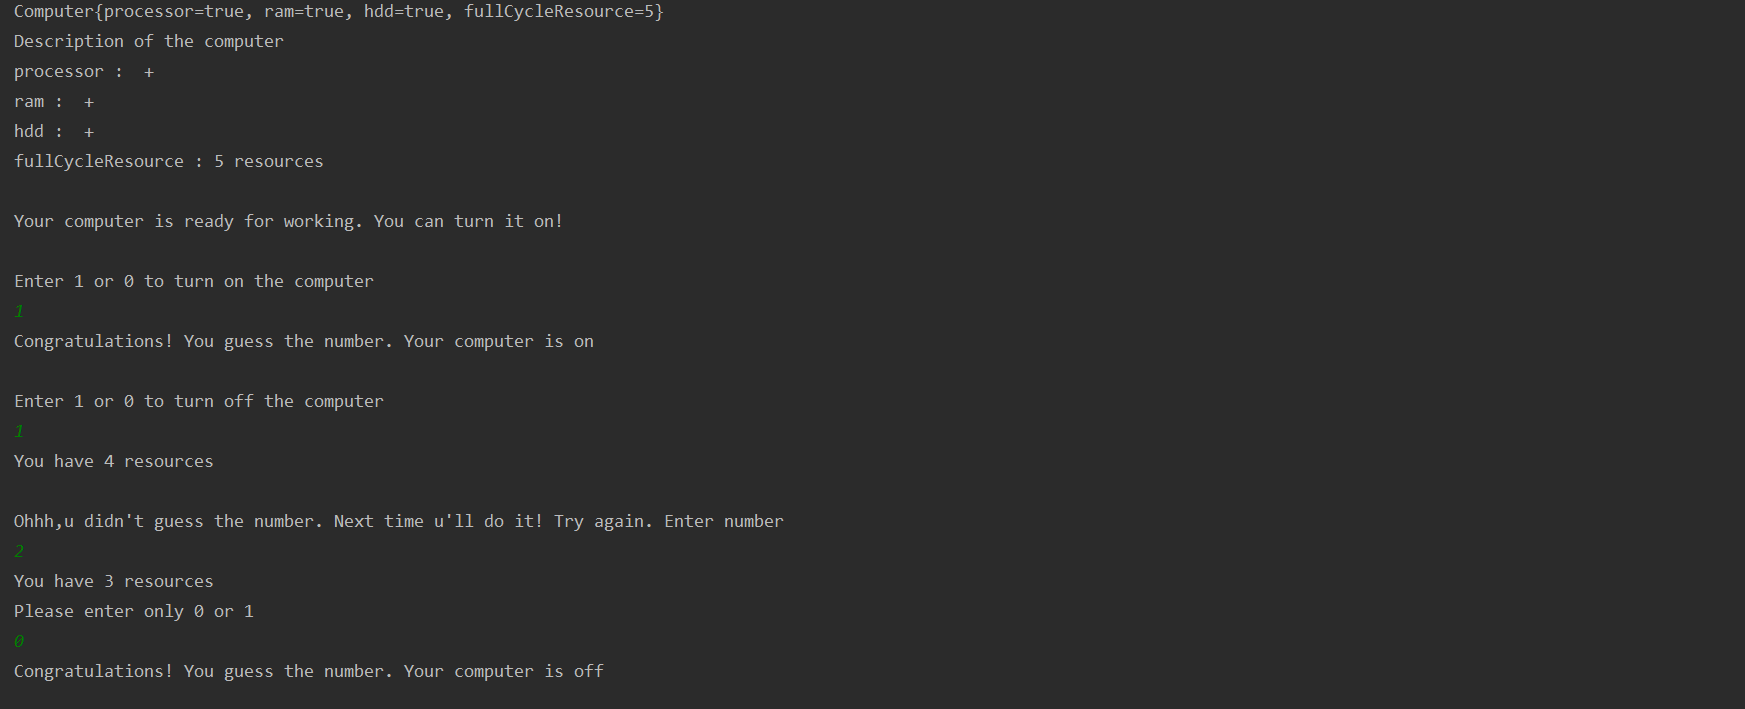 Computer{processor=true, ram=true, hdd=true, fullCycleResource=5}
Description of the computer
processor :  +
ram :  +
hdd :  +
fullCycleResource : 5 resources
Your computer is ready for working. You can turn it on!
Enter 1 or 0 to turn on the computer
1
Congratulations! You guess the number. Your computer is on
Enter 1 or 0 to turn off the computer
1
You have 4 resources
Ohhh,u didn't guess the number. Next time u'll do it! Try again. Enter number
2
You have 3 resources
Please enter only 0 or 1
0
Congratulations! You guess the number. Your computer is off